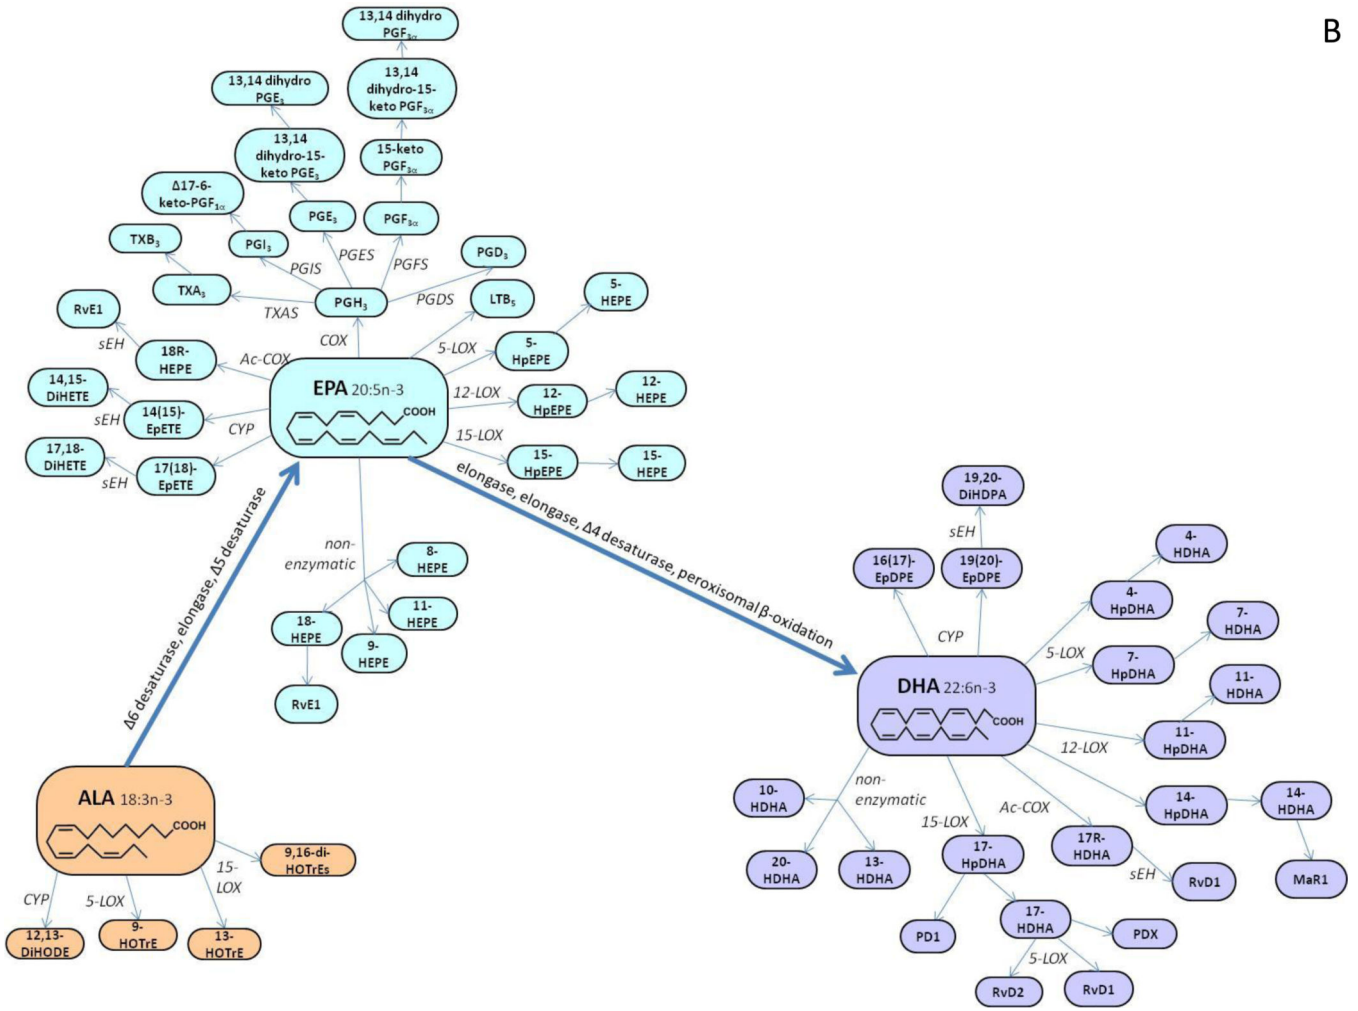 B
13,14 dihydro
PGF3α
13,14
dihydro-15-
keto PGF3α
15-keto
PGF3α
PGF3α
13,14 dihydro
PGE3
13,14
dihydro-15-
keto PGE3
PGE3
Δ17-6-
keto-PGF1α
PGI3
TXB3
TXA3
PGD3
PGIS
PGES
PGFS
PGDS
TXAS
PGH3
COX
LTB5
5-
HEPE
5-LOX
5-
HpEPE
RvE1
sEH
18R-
HEPE
Ac-COX
EPA 20:5n-3
COOH
14,15-
DiHETE
sEH
14(15)-
EpETE
CYP
17,18-
DiHETE
sEH
17(18)-
EpETE
12-LOX
12-
HpEPE
12-
HEPE
15-LOX
15-
HpEPE
15-
HEPE
Δ6 desaturase, elongase, Δ5 desaturase
elongase, elongase, Δ4 desaturase, peroxisomal β-oxidation
non-
enzymatic
8-
HEPE
11-
HEPE
18-
HEPE
9-
HEPE
RvE1
ALA 18:3n-3
COOH
CYP
5-LOX
15-
LOX
9,16-di-
HOTrEs
12,13-
DiHODE
9-
HOTrE
13-
HOTrE
19,20-
DiHDPA
sEH
16(17)-
EpDPE
19(20)-
EpDPE
CYP
4-
HDHA
4-
HpDHA
5-LOX
7-
HDHA
7-
HpDHA
DHA 22:6n-3
COOH
11-
HDHA
12-LOX
11-
HpDHA
14-
HpDHA
14-
HDHA
MaR1
non-
enzymatic
10-
HDHA
20-
HDHA
13-
HDHA
15-LOX
17-
HpDHA
Ac-COX
17R-
HDHA
sEH
RvD1
PD1
17-
HDHA
PDX
5-LOX
RvD2
RvD1